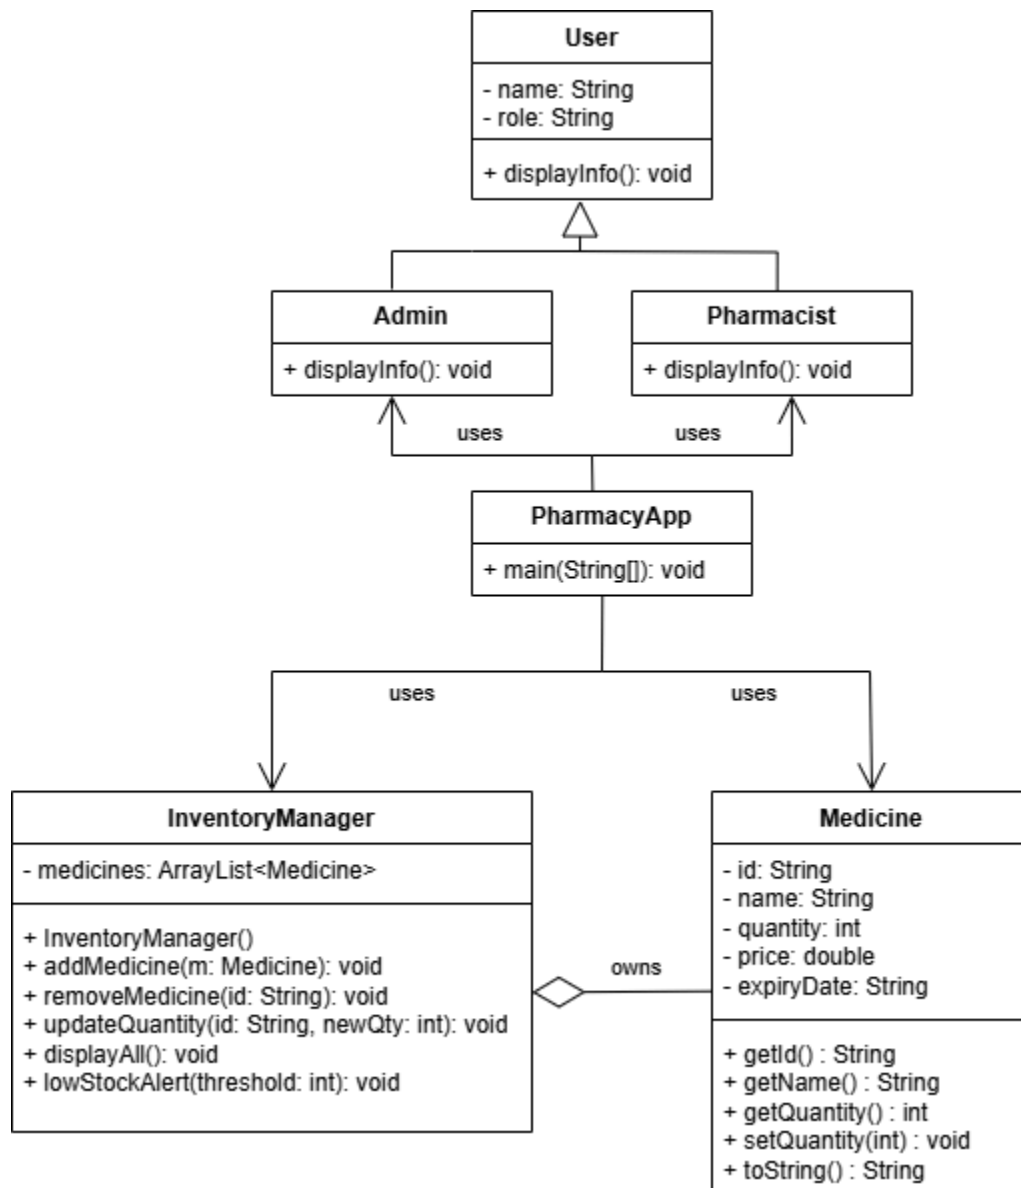 User
- name: String
- role: String
+ displayInfo(): void
Admin
+ displayInfo(): void
Pharmacist
+ displayInfo(): void
uses
uses
PharmacyApp
+ main(String[]): void
uses
uses
InventoryManager
- medicines: ArrayList<Medicine>
+ InventoryManager()
+ addMedicine(m: Medicine): void
+ removeMedicine(id: String): void
+ updateQuantity(id: String, newQty: int): void
+ displayAll(): void
+ lowStockAlert(threshold: int): void
owns
Medicine
- id: String
- name: String
- quantity: int
- price: double
- expiryDate: String
+ getId() : String
+ getName() : String
+ getQuantity() : int
+ setQuantity(int) : void
+ toString() : String